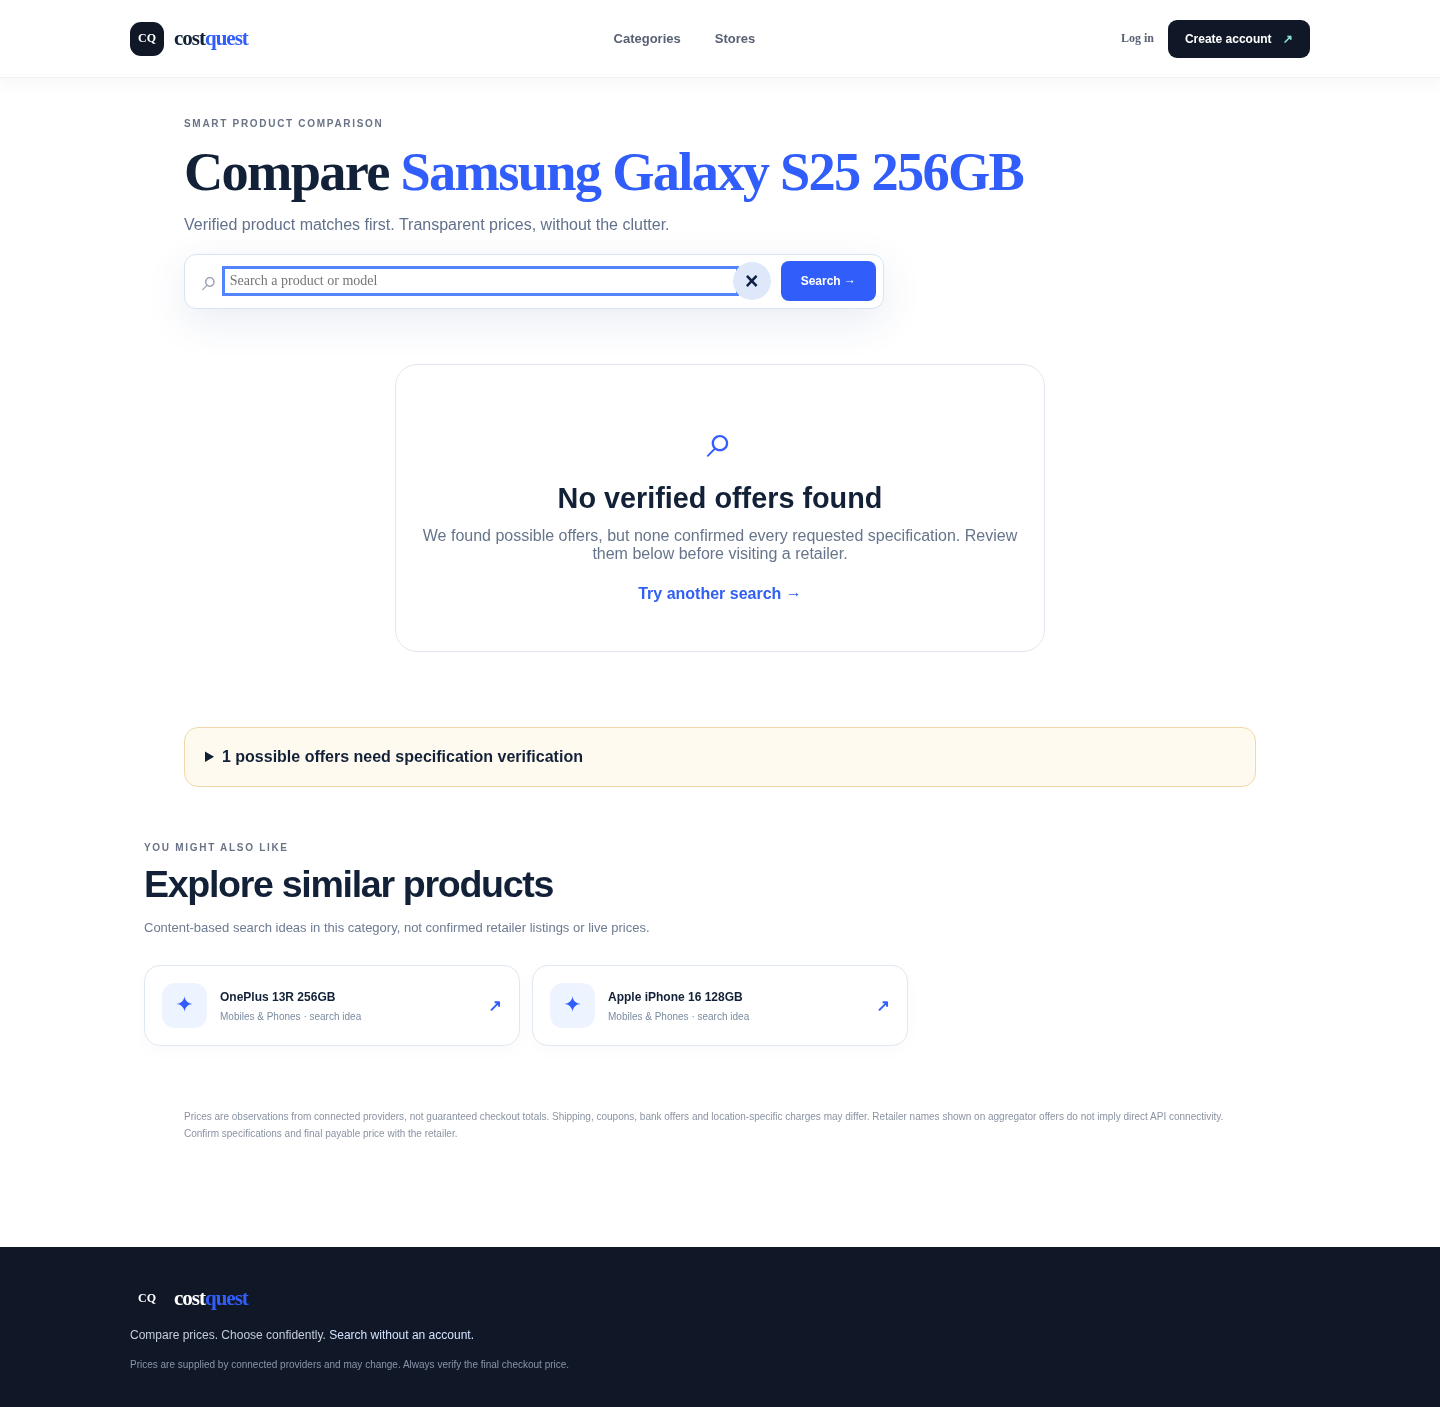 CQ costquest Categories Stores Log in Create account ↗
SMART PRODUCT COMPARISON
Compare Samsung Galaxy S25 256GB
Verified product matches first. Transparent prices, without the clutter.
Search a product or model × Search →
No verified offers found
We found possible offers, but none confirmed every requested specification. Review
them below before visiting a retailer.
Try another search →
▶ 1 possible offers need specification verification
YOU MIGHT ALSO LIKE
Explore similar products
Content-based search ideas in this category, not confirmed retailer listings or live prices.
OnePlus 13R 256GB
Mobiles & Phones · search idea
↗
Apple iPhone 16 128GB
Mobiles & Phones · search idea
↗
Prices are observations from connected providers, not guaranteed checkout totals. Shipping, coupons, bank offers and location-specific charges may differ. Retailer names shown on aggregator offers do not imply direct API connectivity.
Confirm specifications and final payable price with the retailer.
CQ costquest
Compare prices. Choose confidently. Search without an account.
Prices are supplied by connected providers and may change. Always verify the final checkout price.